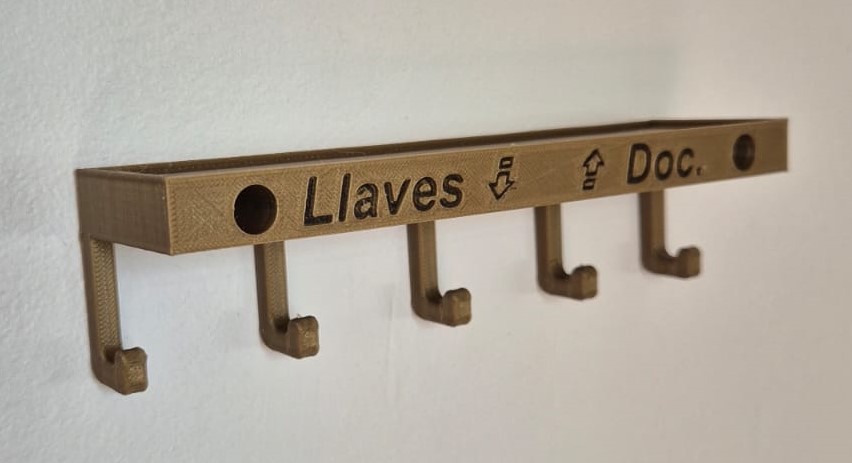 Llaves ⇩ ⇧ Doc.